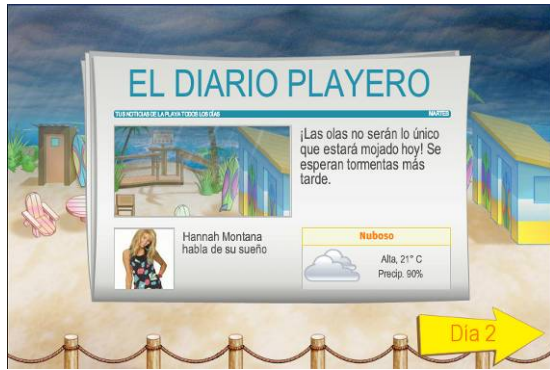 EL DIARIO PLAYERO
TUS NOTICIAS DE LA PLAYA TODOS LOS DÍAS
MARTES
¡Las olas no serán lo único
que estará mojado hoy! Se
esperan tormentas más
tarde.
Hannah Montana
habla de su sueño
Nuboso
Alta, 21° C
Precip. 90%
Dia 2